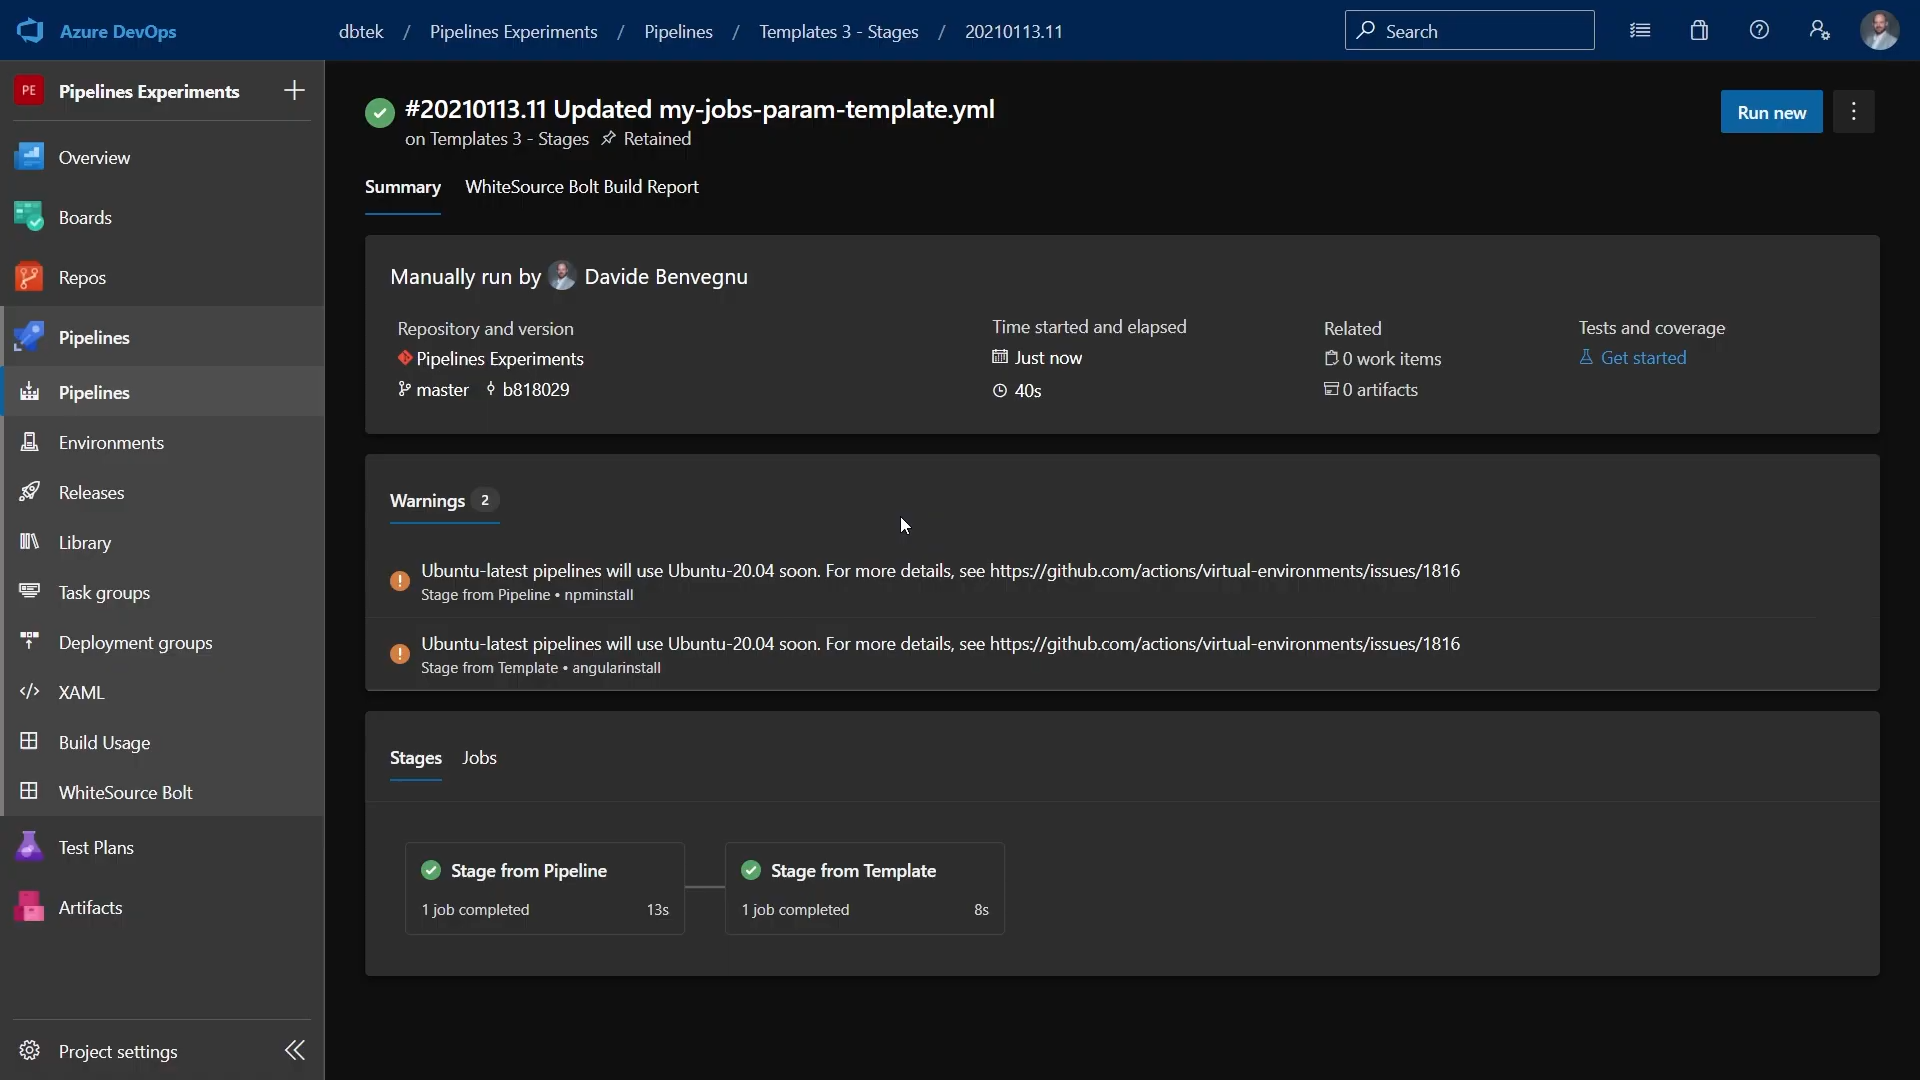 Azure DevOps
dbtek / Pipelines Experiments / Pipelines / Templates 3 - Stages / 20210113.11
Search
PE Pipelines Experiments
Overview
Boards
Repos
Pipelines
Pipelines
Environments
Releases
Library
Task groups
Deployment groups
XAML
Build Usage
WhiteSource Bolt
Test Plans
Artifacts
Project settings
#20210113.11 Updated my-jobs-param-template.yml
on Templates 3 - Stages Retained
Run new
Summary WhiteSource Bolt Build Report
Manually run by Davide Benvegnu
Repository and version
Pipelines Experiments
master b818029
Time started and elapsed
Just now
40s
Related
0 work items
0 artifacts
Tests and coverage
Get started
Warnings 2
Ubuntu-latest pipelines will use Ubuntu-20.04 soon. For more details, see https://github.com/actions/virtual-environments/issues/1816
Stage from Pipeline • npminstall
Ubuntu-latest pipelines will use Ubuntu-20.04 soon. For more details, see https://github.com/actions/virtual-environments/issues/1816
Stage from Template • angularinstall
Stages Jobs
Stage from Pipeline
1 job completed 13s
Stage from Template
1 job completed 8s